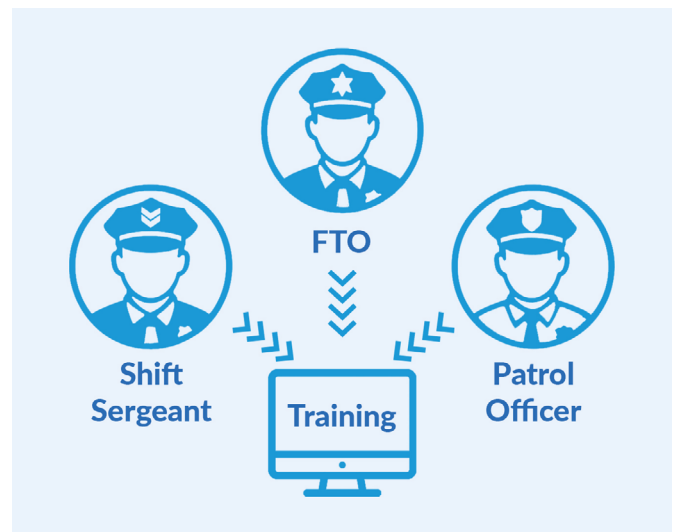 FTO
Shift
Sergeant
Patrol
Officer
Training